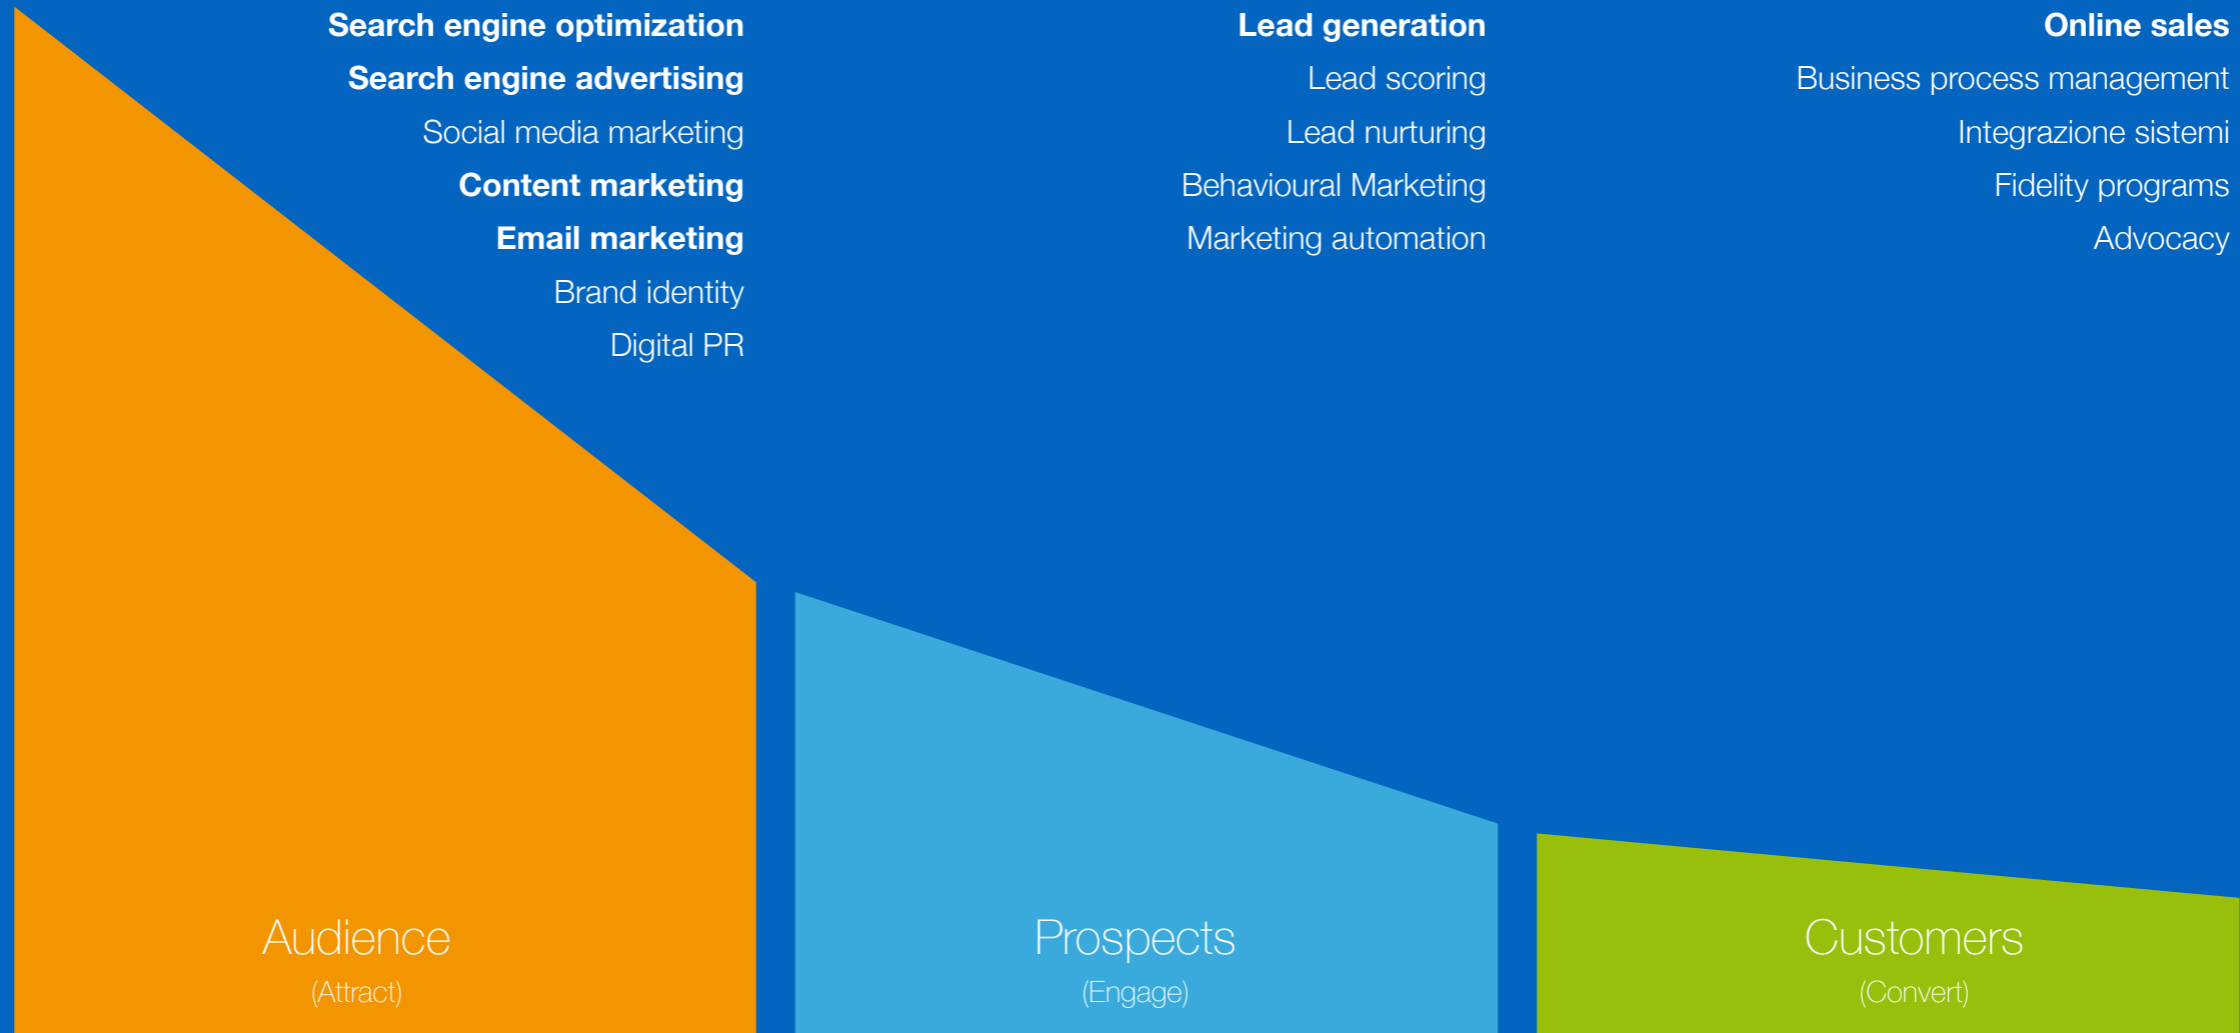 Search engine optimization
Search engine advertising
Social media marketing
Content marketing
Email marketing
Brand identity
Digital PR
Lead generation
Lead scoring
Lead nurturing
Behavioural Marketing
Marketing automation
Online sales
Business process management
Integrazione sistemi
Fidelity programs
Advocacy
Audience
(Attract)
Prospects
(Engage)
Customers
(Convert)